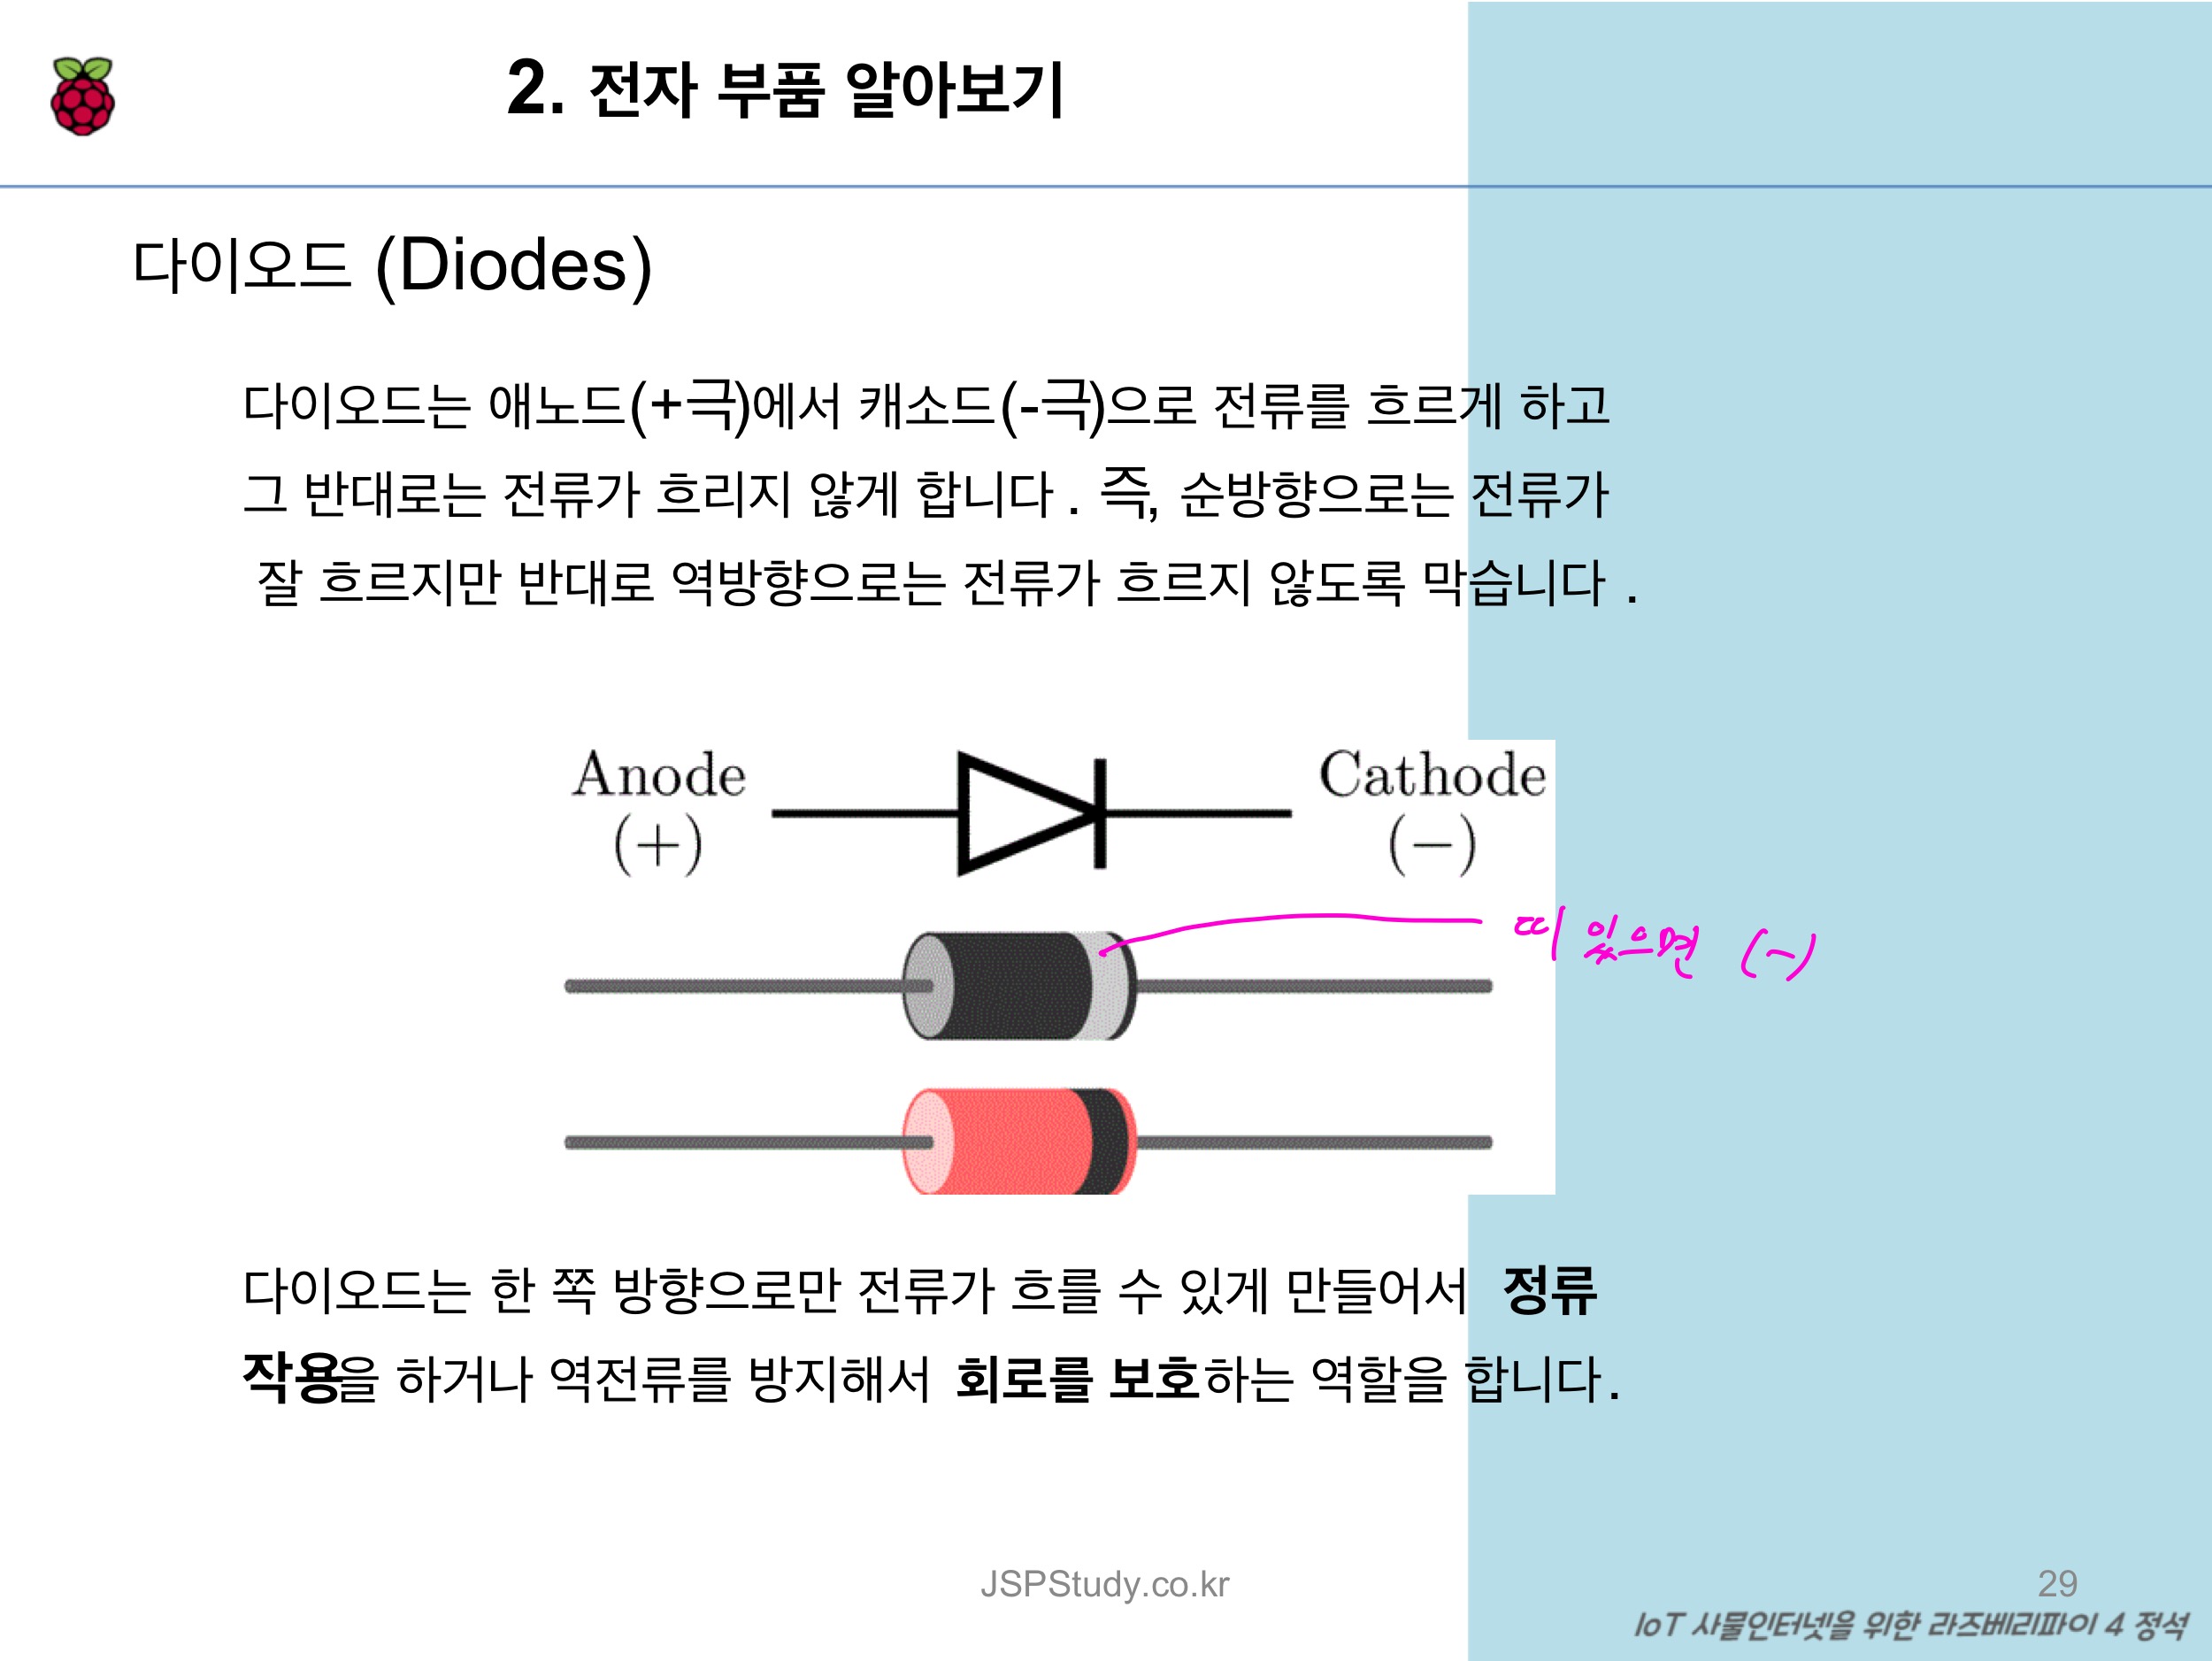 2. 전자 부품 알아보기
다이오드 (Diodes)
다이오드는 애노드(+극)에서 캐소드(-극)으로 전류를 흐르게 하고
그 반대로는 전류가 흐리지 않게 합니다. 즉, 순방향으로는 전류가
잘 흐르지만 반대로 역방향으로는 전류가 흐르지 않도록 막습니다.
Anode Cathode
(+) (−)
띠 있으면 (-)
다이오드는 한 쪽 방향으로만 전류가 흐를 수 있게 만들어서 정류
작용을 하거나 역전류를 방지해서 회로를 보호하는 역할을 합니다.
JSPStudy.co.kr
29
IoT 사물인터넷을 위한 라즈베리파이 4 정석